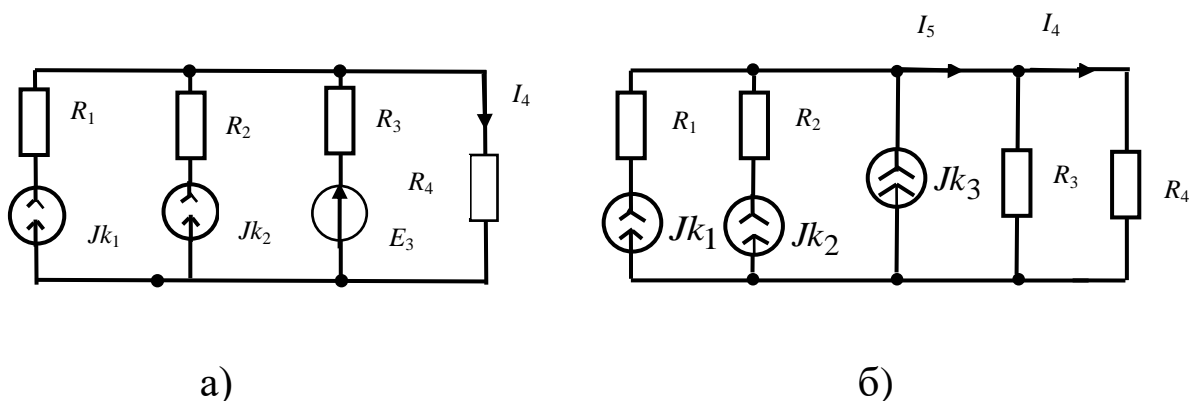 I₅ I₄
R₁ R₂ R₃ I₄ R₁ R₂
R₄ Jk₃ R₃ R₄
Jk₁ Jk₂ E₃ Jk₁ Jk₂
а) б)